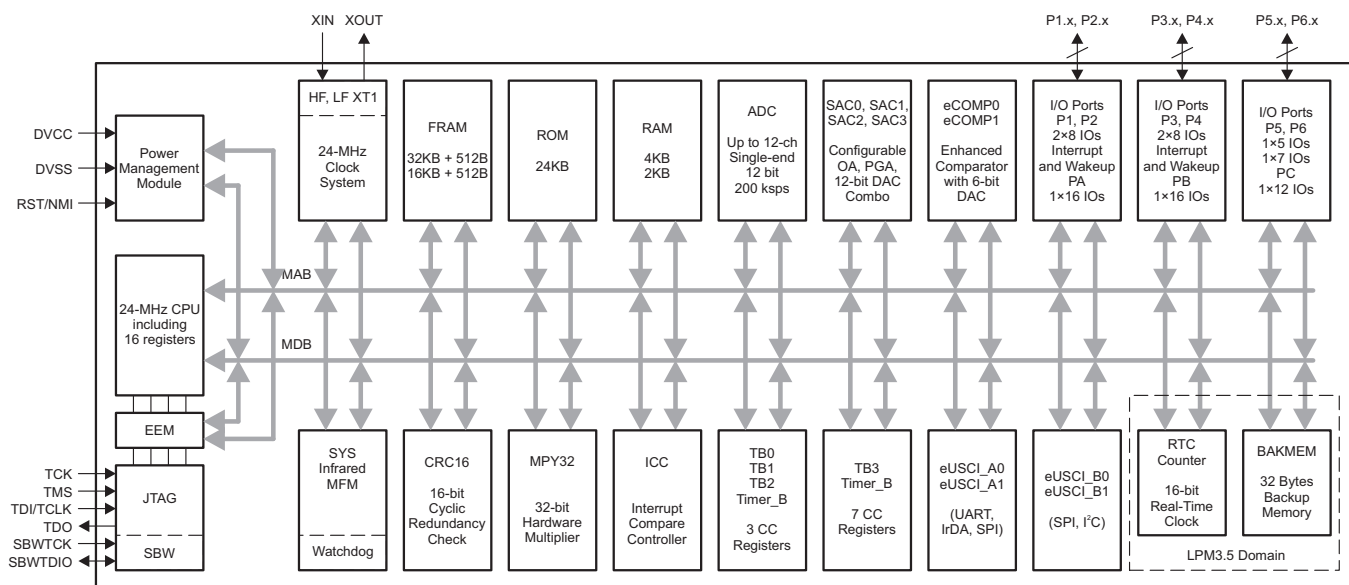 XIN XOUT
P1.x, P2.x
P3.x, P4.x
P5.x, P6.x
DVCC
DVSS
RST/NMI
Power
Management
Module
HF, LF XT1
24-MHz
Clock
System
FRAM
32KB + 512B
16KB + 512B
ROM
24KB
RAM
4KB
2KB
ADC
Up to 12-ch
Single-end
12 bit
200 ksps
SAC0, SAC1,
SAC2, SAC3
Configurable
OA, PGA,
12-bit DAC
Combo
eCOMP0
eCOMP1
Enhanced
Comparator
with 6-bit
DAC
I/O Ports
P1, P2
2×8 IOs
Interrupt
and Wakeup
PA
1×16 IOs
I/O Ports
P3, P4
2×8 IOs
Interrupt
and Wakeup
PB
1×16 IOs
I/O Ports
P5, P6
1×5 IOs
1×7 IOs
PC
1×12 IOs
MAB
24-MHz CPU
including
16 registers
MDB
EEM
TCK
TMS
TDI/TCLK
TDO
SBWTCK
SBWTDIO
JTAG
SBW
SYS
Infrared
MFM
Watchdog
CRC16
16-bit
Cyclic
Redundancy
Check
MPY32
32-bit
Hardware
Multiplier
ICC
Interrupt
Compare
Controller
TB0
TB1
TB2
Timer_B
3 CC
Registers
TB3
Timer_B
7 CC
Registers
eUSCI_A0
eUSCI_A1
(UART,
IrDA, SPI)
eUSCI_B0
eUSCI_B1
(SPI, I²C)
RTC
Counter
16-bit
Real-Time
Clock
BAKMEM
32 Bytes
Backup
Memory
LPM3.5 Domain